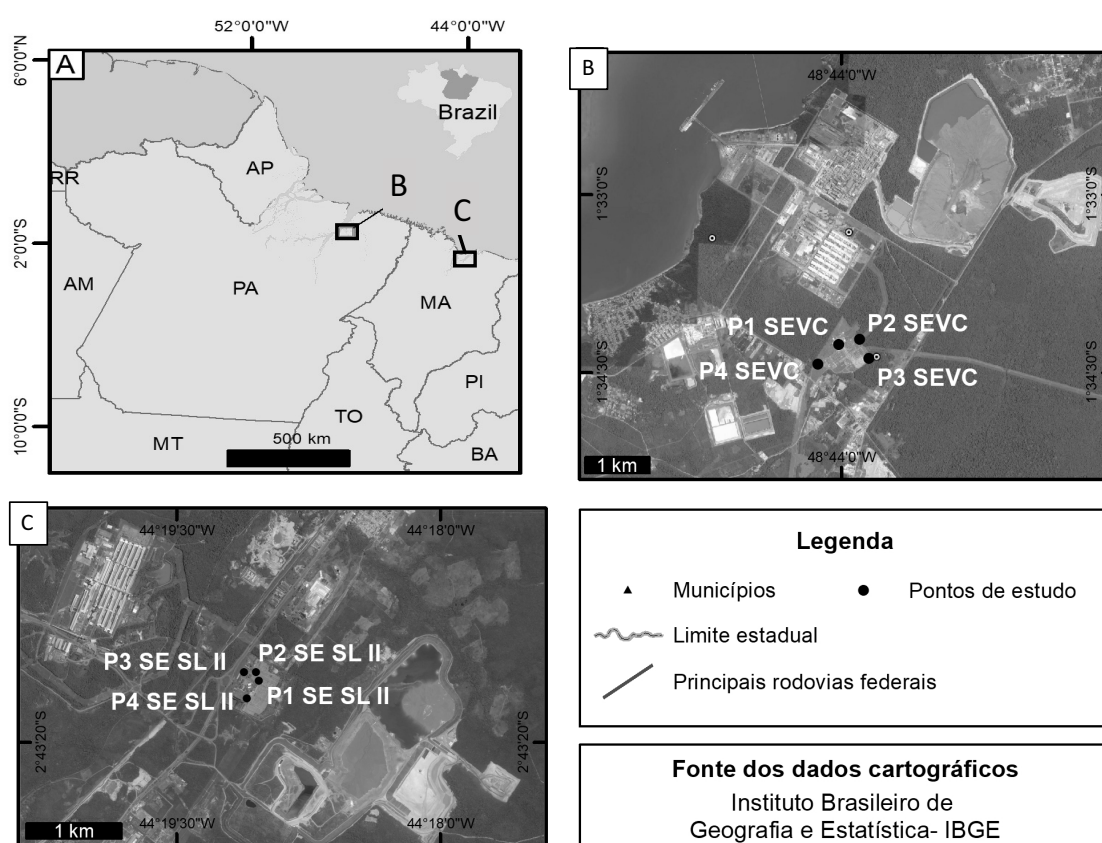 52°0'0"W
44°0'0"W
6°0'0"N
A
Brazil
RR
AP
B
C
2°0'0"S
AM
PA
MA
PI
TO
10°0'0"S
MT
500 km
BA
B
48°44'0"W
1°33'0"S
1°33'0"S
P1 SEVC
P2 SEVC
P4 SEVC
P3 SEVC
1°34'30"S
1°34'30"S
1 km
48°44'0"W
C
44°19'30"W
44°18'0"W
P3 SE SL II
P2 SE SL II
P4 SE SL II
P1 SE SL II
2°43'20"S
2°43'20"S
1 km
44°19'30"W
44°18'0"W
Legenda
Municípios
Pontos de estudo
Limite estadual
Principais rodovias federais
Fonte dos dados cartográficos
Instituto Brasileiro de
Geografia e Estatística- IBGE